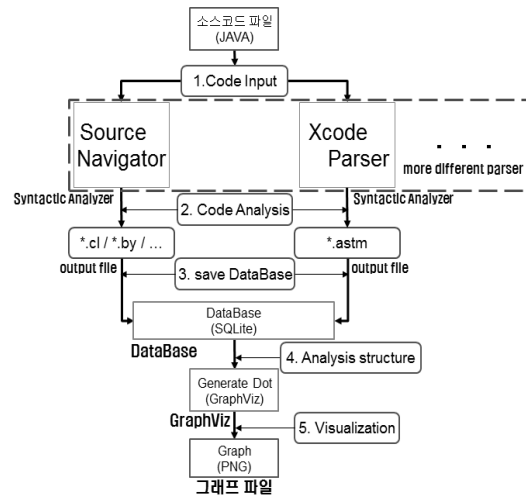 소스코드 파일
(JAVA)
1.Code Input
Source
Navigator
Xcode
Parser
. . .
more different parser
Syntactic Analyzer
Syntactic Analyzer
2. Code Analysis
*.cl / *.by / ...
*.astm
output file
output file
3. save DataBase
DataBase
(SQLite)
DataBase
4. Analysis structure
Generate Dot
(GraphViz)
GraphViz
5. Visualization
Graph
(PNG)
그래프 파일